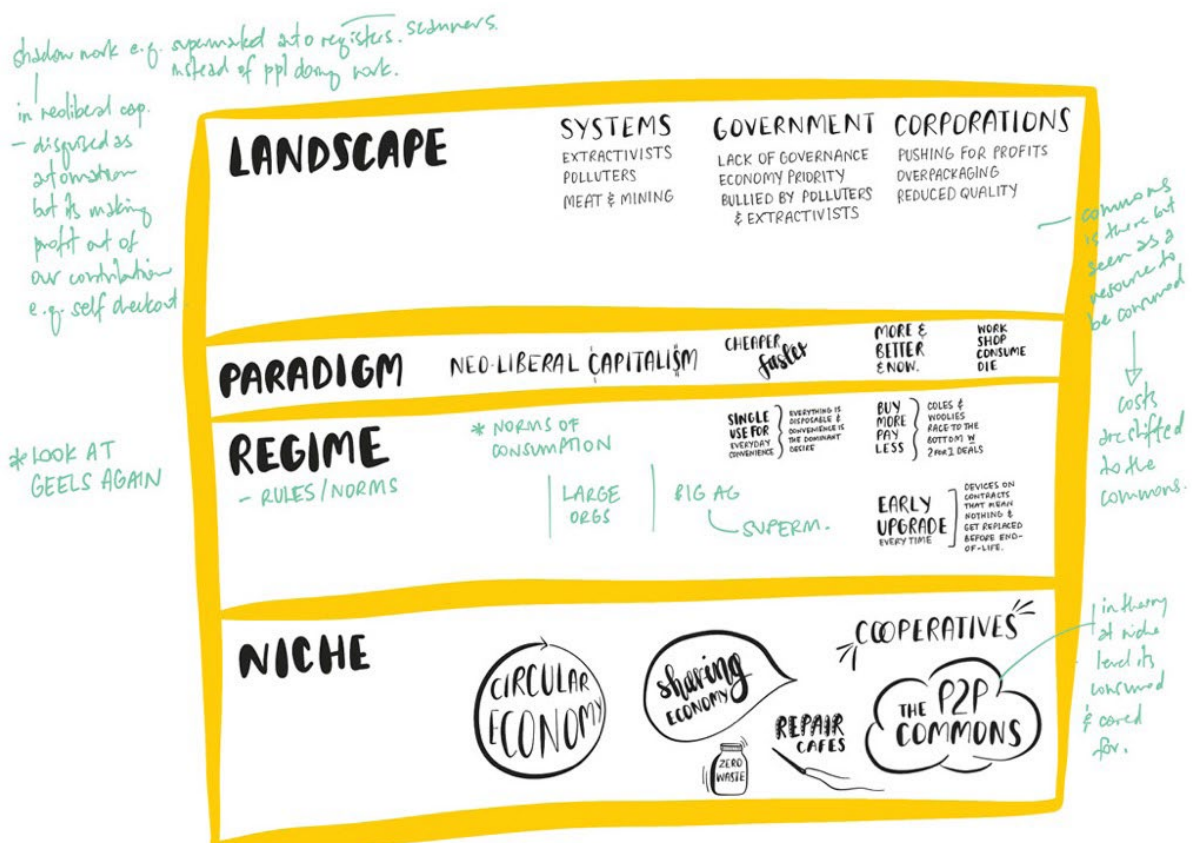 shadow work e.g. supermarket auto registers. scanners.
instead of ppl doing work.
in neoliberal cap.
- disguised as
automation
but its making
profit out of
our contribution
e.g. self checkout
LANDSCAPE
SYSTEMS
EXTRACTIVISTS
POLLUTERS
MEAT & MINING
GOVERNMENT
LACK OF GOVERNANCE
ECONOMY PRIORITY
BULLIED BY POLLUTERS
& EXTRACTIVISTS
CORPORATIONS
PUSHING FOR PROFITS
OVERPACKAGING
REDUCED QUALITY
commons
is there but
seen as a
resource to
be consumed
costs
are shifted
to the
commons.
PARADIGM
NEO-LIBERAL CAPITALI$M
CHEAPER,
faster
MORE &
BETTER
& NOW.
WORK
SHOP
CONSUME
DIE
* LOOK AT
GEELS AGAIN
REGIME
- RULES/NORMS
* NORMS OF
CONSUMPTION
LARGE
ORGS
BIG AG
SUPERM.
SINGLE
USE FOR
EVERYDAY
CONVENIENCE
EVERYTHING IS
DISPOSABLE &
CONVENIENCE IS
THE DOMINANT
DESIRE
BUY
MORE
PAY
LESS
COLES &
WOOLIES
RACE TO THE
BOTTOM W
2 FOR 1 DEALS
EARLY
UPGRADE
EVERY TIME
DEVICES ON
CONTRACTS
THAT MEAN
NOTHING &
GET REPLACED
BEFORE END-
OF-LIFE.
NICHE
CIRCULAR
ECONOMY
sharing
ECONOMY
ZERO
WASTE
REPAIR
CAFES
COOPERATIVES
THE P2P
COMMONS
in theory
at niche
level its
consumed
& cared
for.